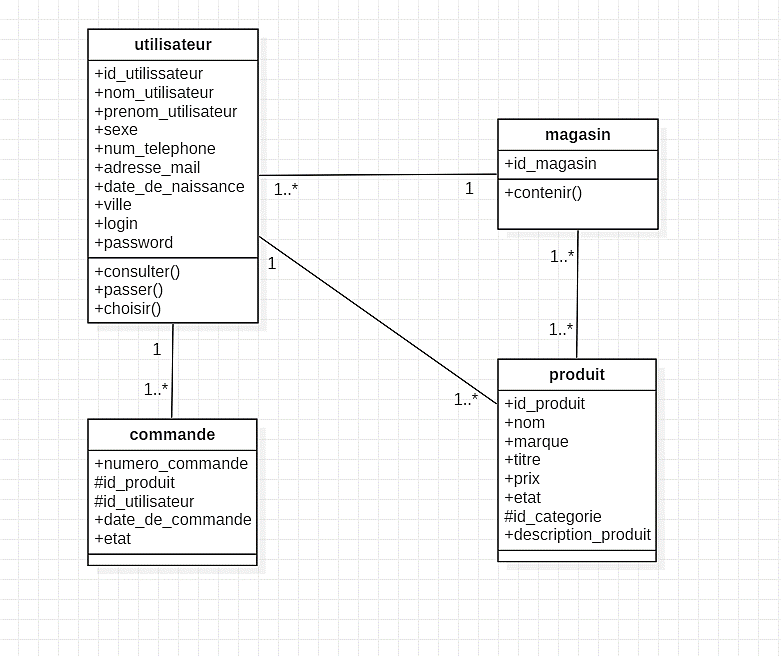 utilisateur
+id_utilissateur
+nom_utilisateur
+prenom_utilisateur
+sexe
+num_telephone
+adresse_mail
+date_de_naissance
+ville
+login
+password
+consulter()
+passer()
+choisir()
magasin
+id_magasin
+contenir()
1..*
1
1
1..*
1..*
1..*
1
1..*
commande
+numero_commande
#id_produit
#id_utilisateur
+date_de_commande
+etat
produit
+id_produit
+nom
+marque
+titre
+prix
+etat
#id_categorie
+description_produit